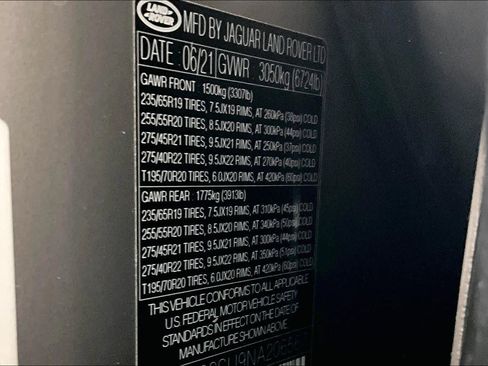 LAND ROVER
MFD BY JAGUAR LAND ROVER LTD
DATE : 06/21 GVWR : 3050kg (6724lb)
GAWR FRONT : 1500kg (3307lb)
235/65R19 TIRES, 7.5JX19 RIMS, AT 260kPa (38psi) COLD
255/55R20 TIRES, 8.5JX20 RIMS, AT 300kPa (44psi) COLD
275/45R21 TIRES, 9.5JX21 RIMS, AT 250kPa (37psi) COLD
275/40R22 TIRES, 9.5JX22 RIMS, AT 270kPa (40psi) COLD
T195/70R20 TIRES, 6.0JX20 RIMS, AT 420kPa (60psi) COLD
GAWR REAR : 1775kg (3913lb)
235/65R19 TIRES, 7.5JX19 RIMS, AT 310kPa (45psi) COLD
255/55R20 TIRES, 8.5JX20 RIMS, AT 340kPa (50psi) COLD
275/45R21 TIRES, 9.5JX21 RIMS, AT 300kPa (44psi) COLD
275/40R22 TIRES, 9.5JX22 RIMS, AT 350kPa (51psi) COLD
T195/70R20 TIRES, 6.0JX20 RIMS, AT 420kPa (60psi) COLD
THIS VEHICLE CONFORMS TO ALL APPLICABLE
U.S. FEDERAL MOTOR VEHICLE SAFETY
STANDARDS IN EFFECT ON THE DATE OF
MANUFACTURE SHOWN ABOVE